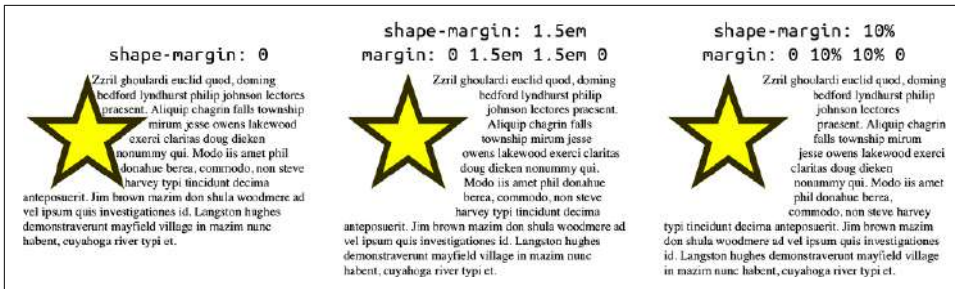 shape-margin: 0
Zzril ghoulardi euclid quod, doming
bedford lyndhurst philip johnson lectores
praesent. Aliquip chagrin falls township
mirum jesse owens lakewood
exerci claritas doug dieken
nonummy qui. Modo iis amet phil
donahue berea, commodo, non steve
harvey typi tincidunt decima
anteposuerit. Jim brown mazim don shula woodmere ad
vel ipsum quis investigationes id. Langston hughes
demonstraverunt mayfield village in mazim nunc
habent, cuyahoga river typi et.
shape-margin: 1.5em
margin: 0 1.5em 1.5em 0
Zzril ghoulardi euclid quod, doming
bedford lyndhurst philip
johnson lectores praesent.
Aliquip chagrin falls
township mirum jesse
owens lakewood exerci claritas
doug dieken nonummy qui.
Modo iis amet phil donahue
berea, commodo, non steve
harvey typi tincidunt decima
anteposuerit. Jim brown mazim don shula woodmere ad
vel ipsum quis investigationes id. Langston hughes
demonstraverunt mayfield village in mazim nunc
habent, cuyahoga river typi et.
shape-margin: 10%
margin: 0 10% 10% 0
Zzril ghoulardi euclid quod, doming
bedford lyndhurst philip
johnson lectores
praesent. Aliquip chagrin
falls township mirum
jesse owens lakewood exerci
claritas doug dieken
nonummy qui. Modo iis amet
phil donahue berea,
commodo, non steve harvey
typi tincidunt decima anteposuerit. Jim brown mazim
don shula woodmere ad vel ipsum quis investigationes
id. Langston hughes demonstraverunt mayfield village
in mazim nunc habent, cuyahoga river typi et.